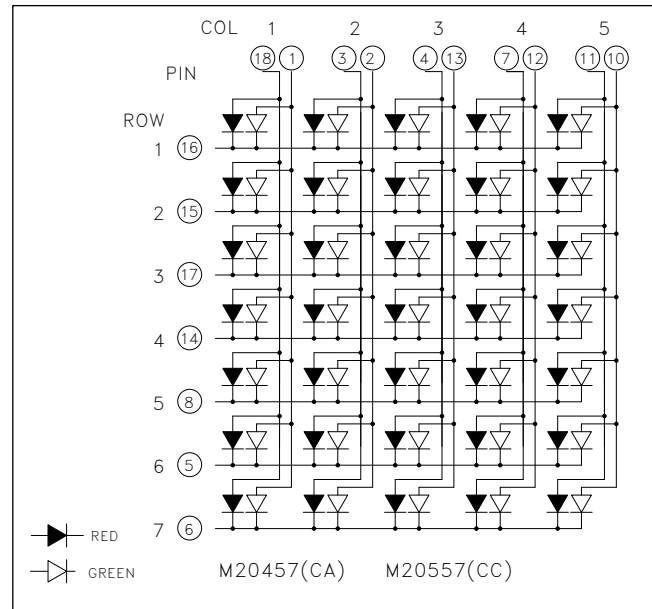 COL 1 2 3 4 5
18 1 3 2 4 13 7 12 11 10
PIN
ROW
1 16
2 15
3 17
4 14
5 8
6 5
7 6
RED
GREEN
M20457(CA) M20557(CC)